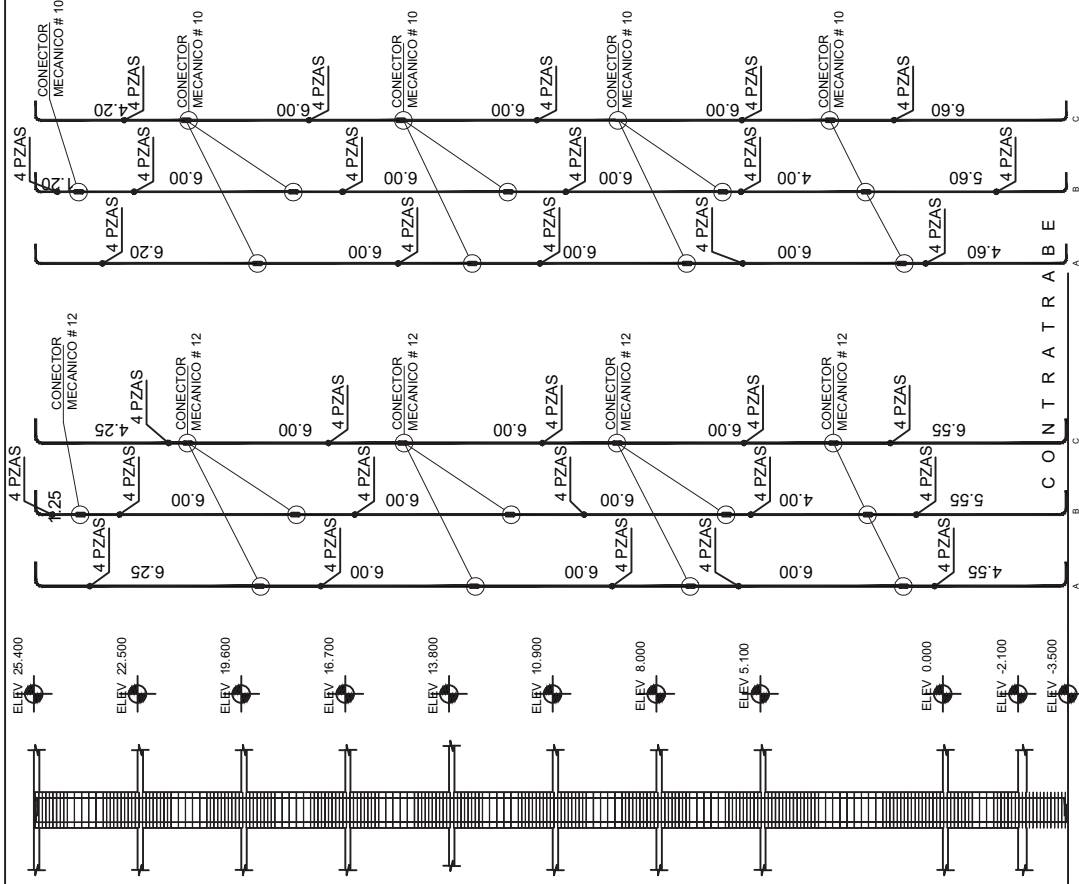 CONECTOR
MECANICO # 10
CONECTOR
MECANICO # 10
CONECTOR
MECANICO # 10
CONECTOR
MECANICO # 10
CONECTOR
MECANICO # 10
4.20
4 PZAS
6.00
4 PZAS
6.00
4 PZAS
6.00
4 PZAS
6.60
4 PZAS
C
4 PZAS
1.20
4 PZAS
6.00
4 PZAS
6.00
4 PZAS
6.00
4 PZAS
4.00
4 PZAS
5.60
B
4 PZAS
6.20
4 PZAS
6.00
4 PZAS
6.00
4 PZAS
6.00
4 PZAS
4.60
A
CONTRATRABE
CONECTOR
MECANICO # 12
CONECTOR
MECANICO # 12
CONECTOR
MECANICO # 12
CONECTOR
MECANICO # 12
CONECTOR
MECANICO # 12
4.25
4 PZAS
6.00
4 PZAS
6.00
4 PZAS
6.00
4 PZAS
6.55
4 PZAS
C
4 PZAS
1.25
4 PZAS
6.00
4 PZAS
6.00
6.00
4 PZAS
4.00
4 PZAS
5.55
B
4 PZAS
6.25
4 PZAS
6.00
4 PZAS
6.00
4 PZAS
6.00
4 PZAS
4.55
A
ELEV 25.400
ELEV 22.500
ELEV 19.600
ELEV 16.700
ELEV 13.800
ELEV 10.900
ELEV 8.000
ELEV 5.100
ELEV 0.000
ELEV -2.100
ELEV -3.500